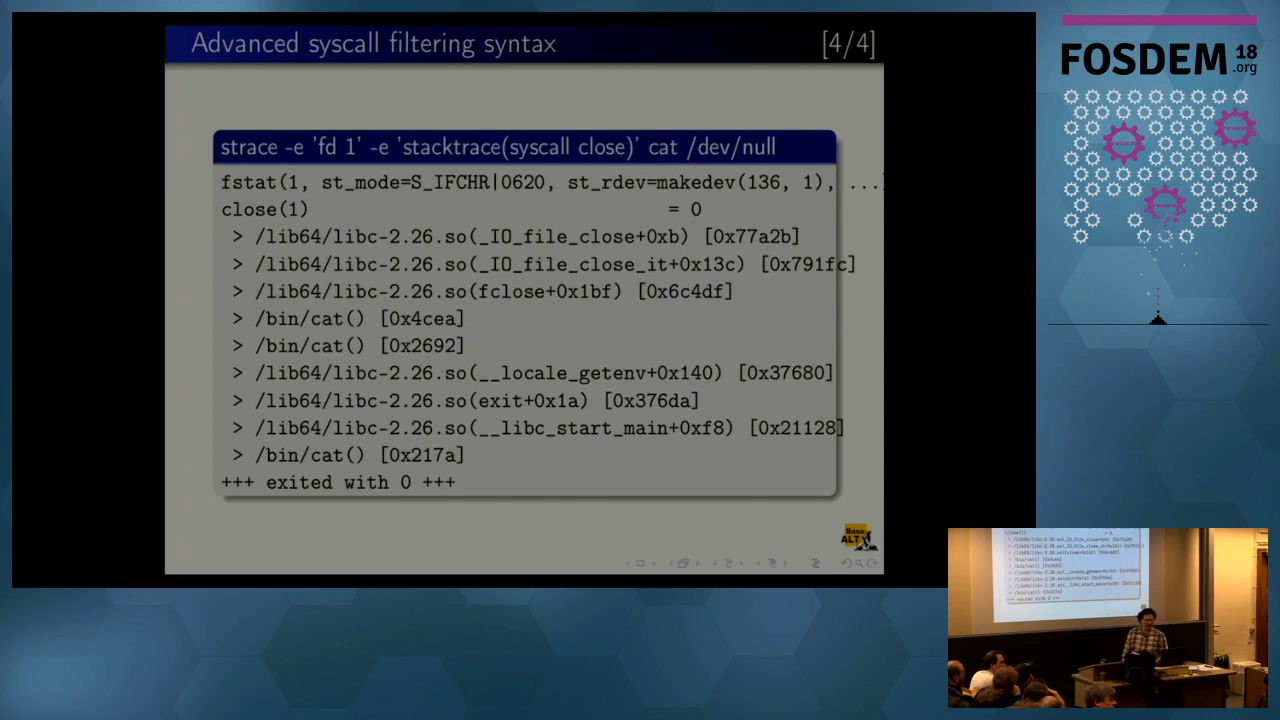 Advanced syscall filtering syntax [4/4]
strace -e 'fd 1' -e 'stacktrace(syscall close)' cat /dev/null
fstat(1, st_mode=S_IFCHR|0620, st_rdev=makedev(136, 1), ...
close(1) = 0
> /lib64/libc-2.26.so(_IO_file_close+0xb) [0x77a2b]
> /lib64/libc-2.26.so(_IO_file_close_it+0x13c) [0x791fc]
> /lib64/libc-2.26.so(fclose+0x1bf) [0x6c4df]
> /bin/cat() [0x4cea]
> /bin/cat() [0x2692]
> /lib64/libc-2.26.so(__locale_getenv+0x140) [0x37680]
> /lib64/libc-2.26.so(exit+0x1a) [0x376da]
> /lib64/libc-2.26.so(__libc_start_main+0xf8) [0x21128]
> /bin/cat() [0x217a]
+++ exited with 0 +++
Base
ALT
FOSDEM 18
.org